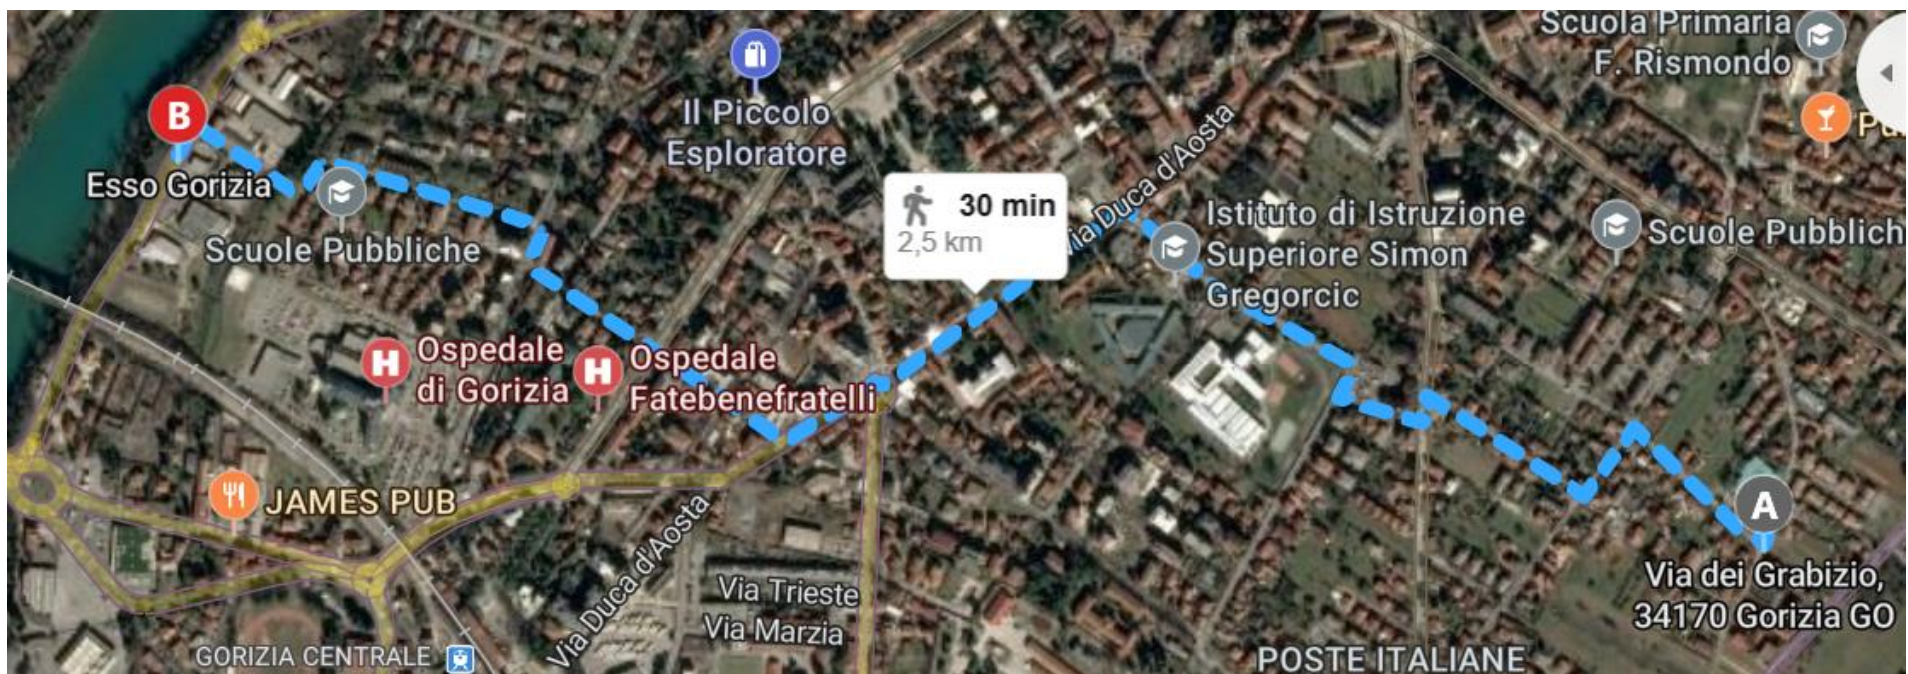 Scuola Primaria
F. Rismondo
B
Il Piccolo
Esploratore
Esso Gorizia
Via Duca d'Aosta
30 min
2,5 km
Scuole Pubbliche
Istituto di Istruzione
Superiore Simon
Gregorcic
Scuole Pubblich
H
Ospedale
di Gorizia
H
Ospedale
Fatebenefratelli
JAMES PUB
A
Via dei Grabizio,
34170 Gorizia GO
Via Duca d'Aosta
Via Trieste
Via Marzia
GORIZIA CENTRALE
POSTE ITALIANE